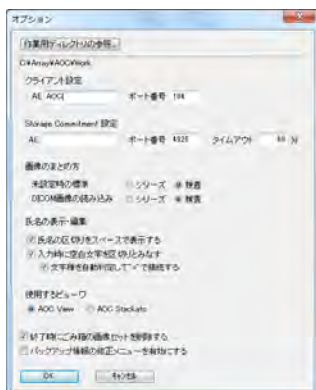 オプション
作業用ディレクトリの参照...
C:¥Array¥AOC¥Work
クライアント設定
AE AOC ポート番号 104
Storage Commitment 設定
AE ポート番号 タイムアウト
画像のまとめ方
未設定時の標準 シリーズ 検査
DICOM画像の読み込み シリーズ 検査
氏名の表示・編集
氏名の区切りをスペースで表示する
入力時に空白文字を区切りとみなす
文字種を自動判定して"="で接続する
使用するビューワ
AOC View AOC Stackato
終了時にごみ箱の画像セットを削除する
バックアップ情報の修正メニューを有効にする
OK キャンセル